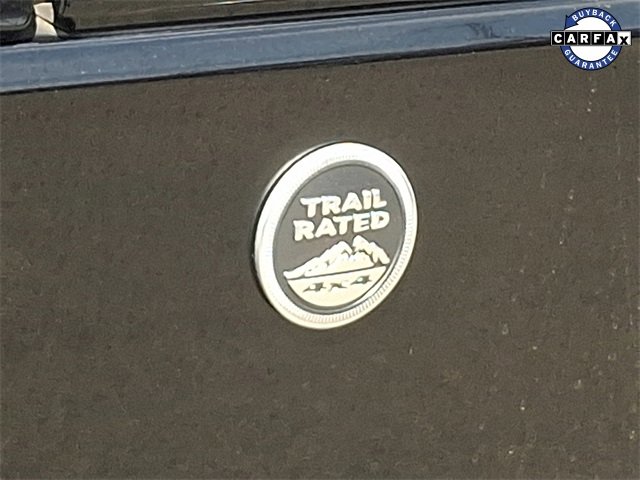 BUYBACK
CARFAX
GUARANTEE
TRAIL
RATED
4x4